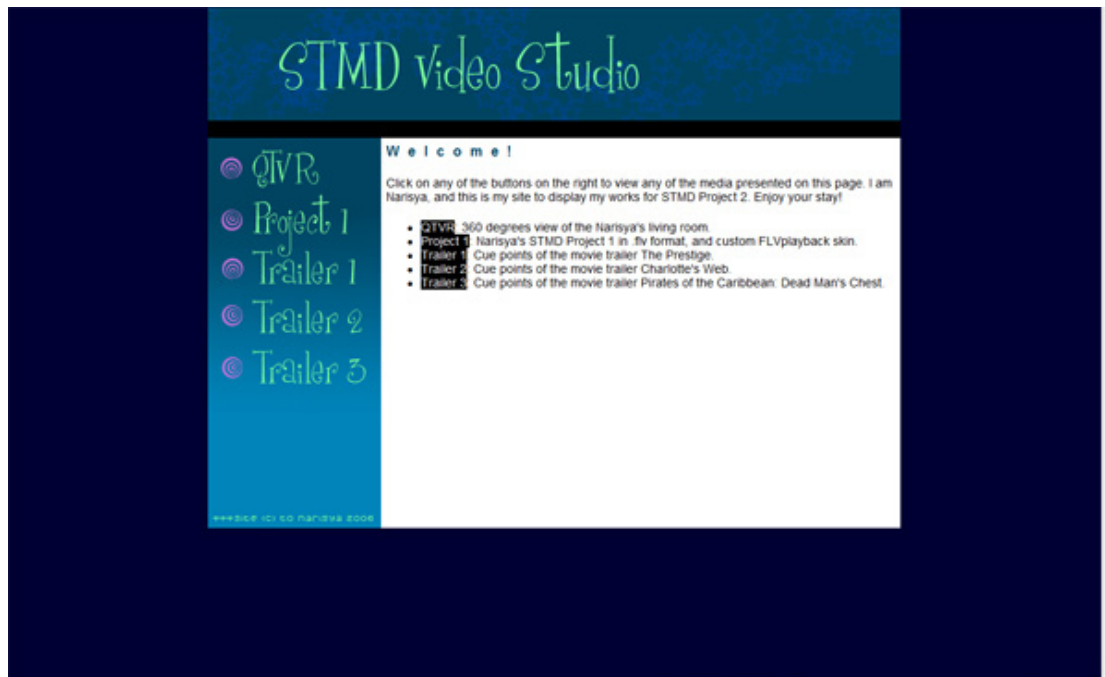 STMD Video Studio
QTVR
Project 1
Trailer 1
Trailer 2
Trailer 3
Welcome!
Click on any of the buttons on the right to view any of the media presented on this page. I am
Narisya, and this is my site to display my works for STMD Project 2. Enjoy your stay!
QTVR 360 degrees view of the Narisya's living room.
Project 1 Narisya's STMD Project 1 in .flv format, and custom FLVplayback skin.
Trailer 1 Cue points of the movie trailer The Prestige.
Trailer 2 Cue points of the movie trailer Charlotte's Web.
Trailer 3 Cue points of the movie trailer Pirates of the Caribbean: Dead Man's Chest.
+++site (c) to narisya 2006